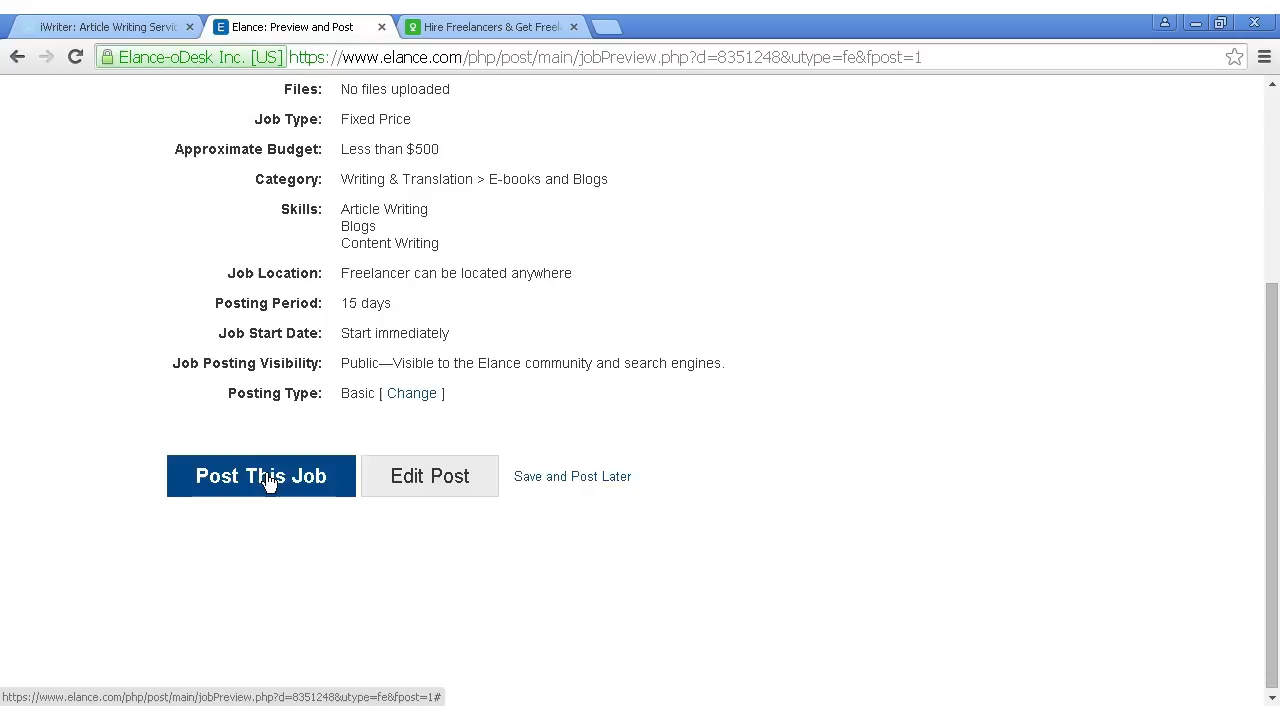 iWriter: Article Writing Servic
Elance: Preview and Post
Hire Freelancers & Get Freel
Elance-oDesk Inc. [US] https://www.elance.com/php/post/main/jobPreview.php?d=8351248&utype=fe&fpost=1
Files: No files uploaded
Job Type: Fixed Price
Approximate Budget: Less than $500
Category: Writing & Translation > E-books and Blogs
Skills: Article Writing
Blogs
Content Writing
Job Location: Freelancer can be located anywhere
Posting Period: 15 days
Job Start Date: Start immediately
Job Posting Visibility: Public—Visible to the Elance community and search engines.
Posting Type: Basic [ Change ]
Post This Job Edit Post Save and Post Later
https://www.elance.com/php/post/main/jobPreview.php?d=8351248&utype=fe&fpost=1#